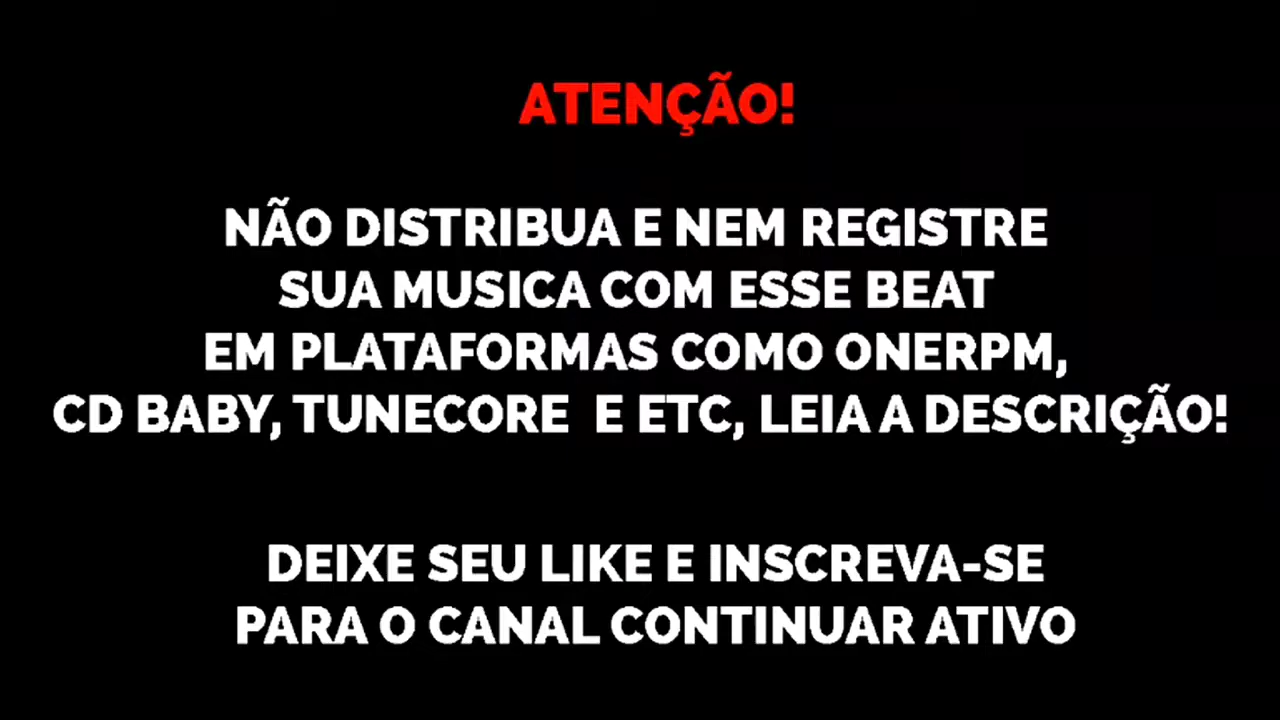 ATENÇÃO!
NÃO DISTRIBUA E NEM REGISTRE
SUA MUSICA COM ESSE BEAT
EM PLATAFORMAS COMO ONERPM,
CD BABY, TUNECORE E ETC, LEIA A DESCRIÇÃO!
DEIXE SEU LIKE E INSCREVA-SE
PARA O CANAL CONTINUAR ATIVO